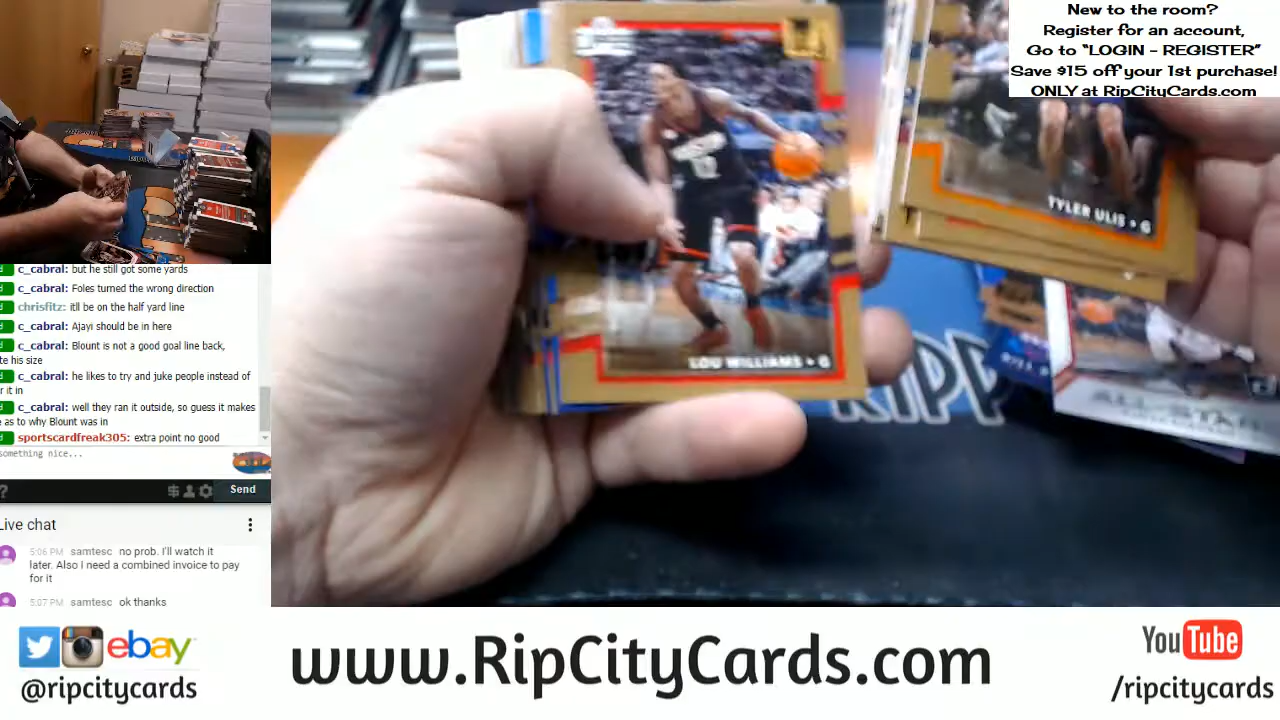 New to the room?
Register for an account,
Go to “LOGIN - REGISTER”
Save $15 off your 1st purchase!
ONLY at RipCityCards.com
TYLER ULIS • G
12
LOU WILLIAMS • G
RIPP
ALL-STARS
c_cabral: but he still got some yards
c_cabral: Foles turned the wrong direction
chrisfitz: itll be on the half yard line
c_cabral: Ajayi should be in here
c_cabral: Blount is not a good goal line back,
te his size
c_cabral: he likes to try and juke people instead of
r it in
c_cabral: well they ran it outside, so guess it makes
e as to why Blount was in
sportscardfreak305: extra point no good
something nice...
? Send
Live chat
5:06 PM samtesc no prob. I'll watch it
later. Also I need a combined invoice to pay
for it
5:07 PM samtesc ok thanks
ebay
@ripcitycards
www.RipCityCards.com
YouTube
/ripcitycards